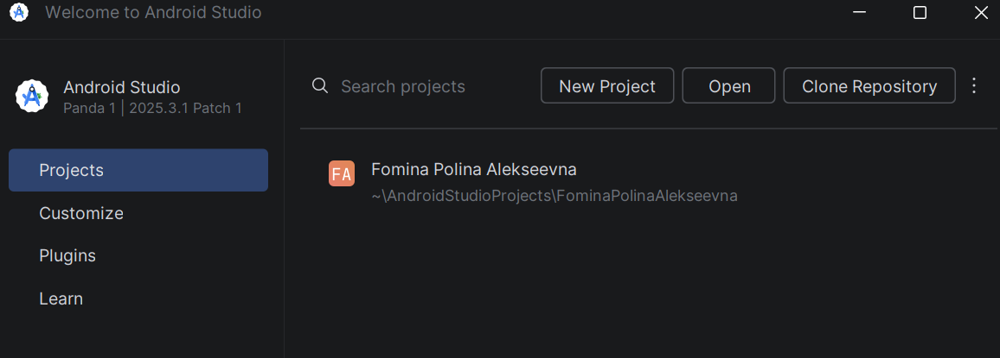 Welcome to Android Studio
Android Studio
Panda 1 | 2025.3.1 Patch 1
Projects
Customize
Plugins
Learn
Search projects
New Project
Open
Clone Repository
FA
Fomina Polina Alekseevna
~\AndroidStudioProjects\FominaPolinaAlekseevna